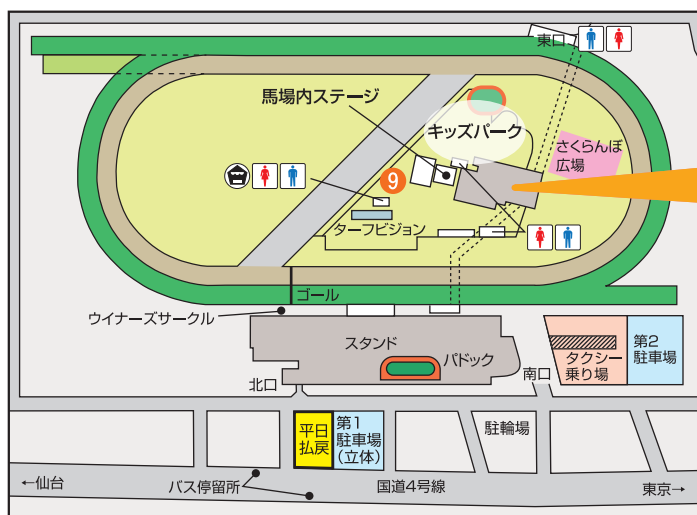 東口
馬場内ステージ
キッズパーク
さくらんぼ
広場
9
ターフビジョン
ゴール
ウイナーズサークル
スタンド
パドック
タクシー
乗り場
第2
駐車場
北口
南口
平日
払戻
第1
駐車場
(立体)
駐輪場
←仙台
バス停留所
国道4号線
東京→